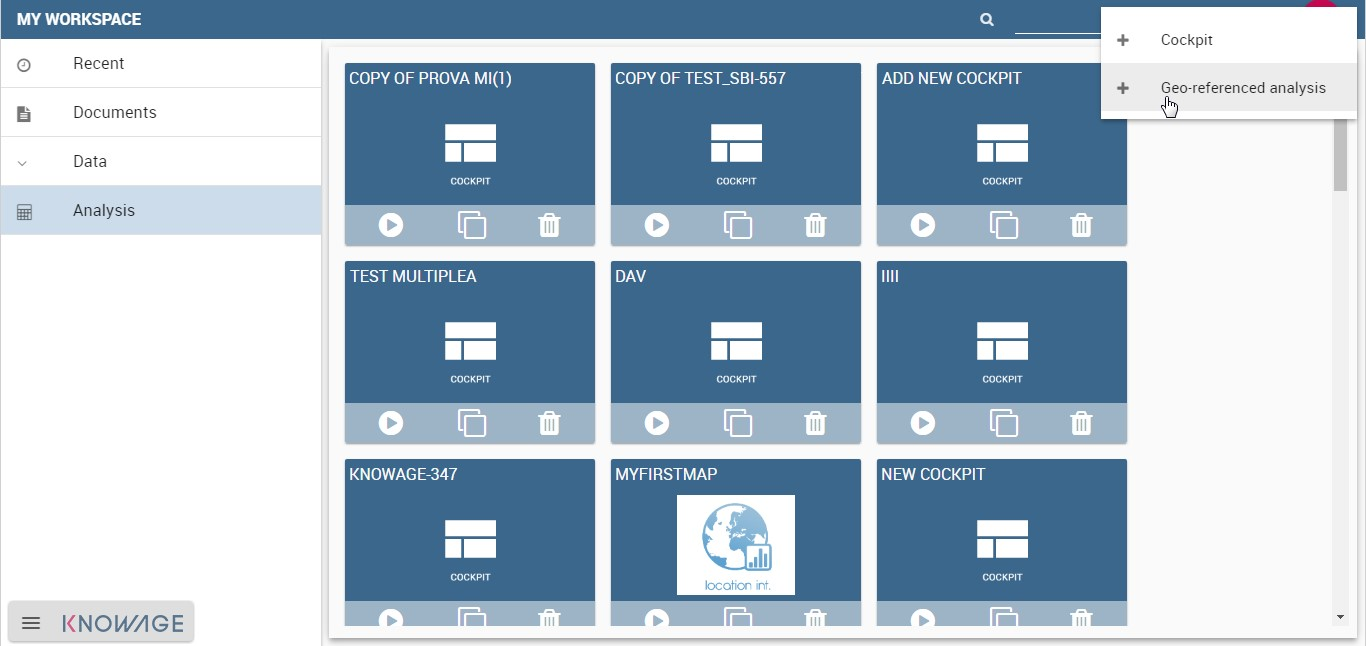 MY WORKSPACE
Cockpit
Geo-referenced analysis
Recent
Documents
Data
Analysis
COPY OF PROVA MI(1)
COCKPIT
COPY OF TEST_SBI-557
COCKPIT
ADD NEW COCKPIT
COCKPIT
TEST MULTIPLEA
COCKPIT
DAV
COCKPIT
IIII
COCKPIT
KNOWAGE-347
COCKPIT
MYFIRSTMAP
location int.
NEW COCKPIT
COCKPIT
KNOWAGE